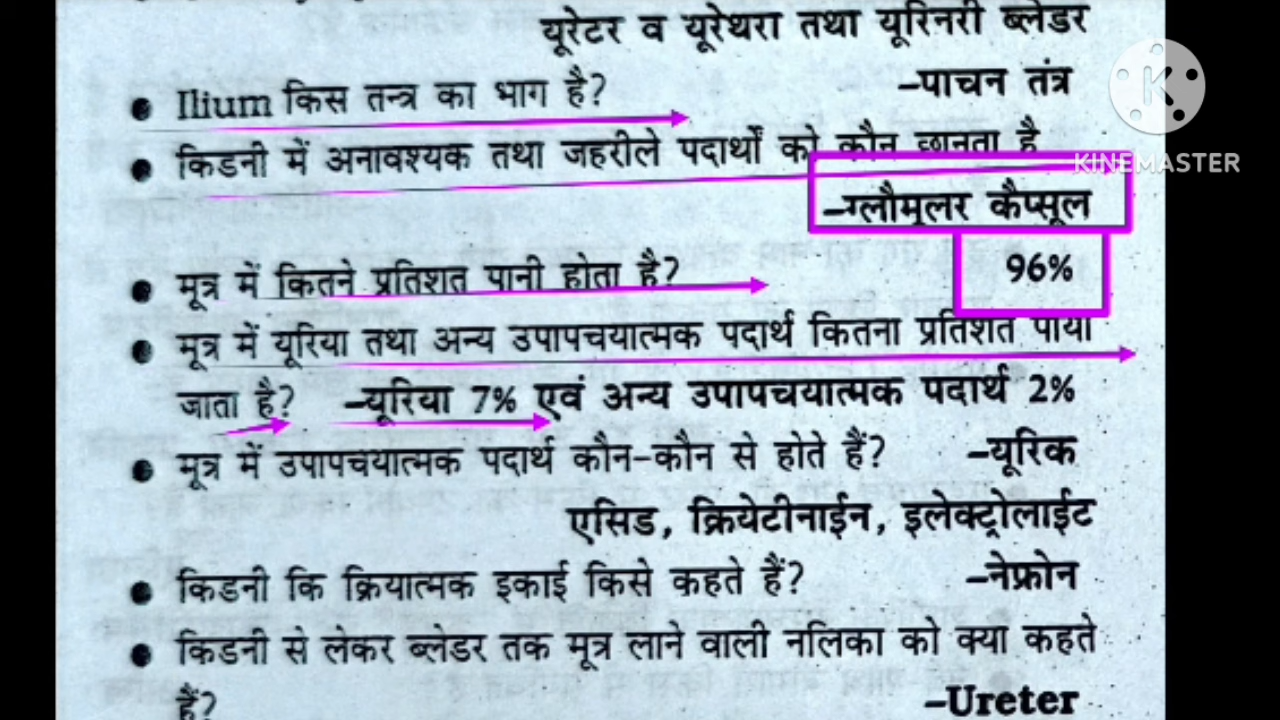 यूरेटर व यूरेथरा तथा यूरिनरी ब्लेडर
● Ilium किस तन्त्र का भाग है? –पाचन तंत्र
● किडनी में अनावश्यक तथा जहरीले पदार्थों को कौन छानता है
–ग्लौमूलर कैप्सूल
● मूत्र में कितने प्रतिशत पानी होता है? 96%
● मूत्र में यूरिया तथा अन्य उपापचयात्मक पदार्थ कितना प्रतिशत पाया
जाता है? –यूरिया 7% एवं अन्य उपापचयात्मक पदार्थ 2%
● मूत्र में उपापचयात्मक पदार्थ कौन-कौन से होते हैं? –यूरिक
एसिड, क्रियेटीनाईन, इलेक्ट्रोलाईट
● किडनी कि क्रियात्मक इकाई किसे कहते हैं? –नेफ्रोन
● किडनी से लेकर ब्लेडर तक मूत्र लाने वाली नलिका को क्या कहते
हैं? –Ureter
K
KINEMASTER